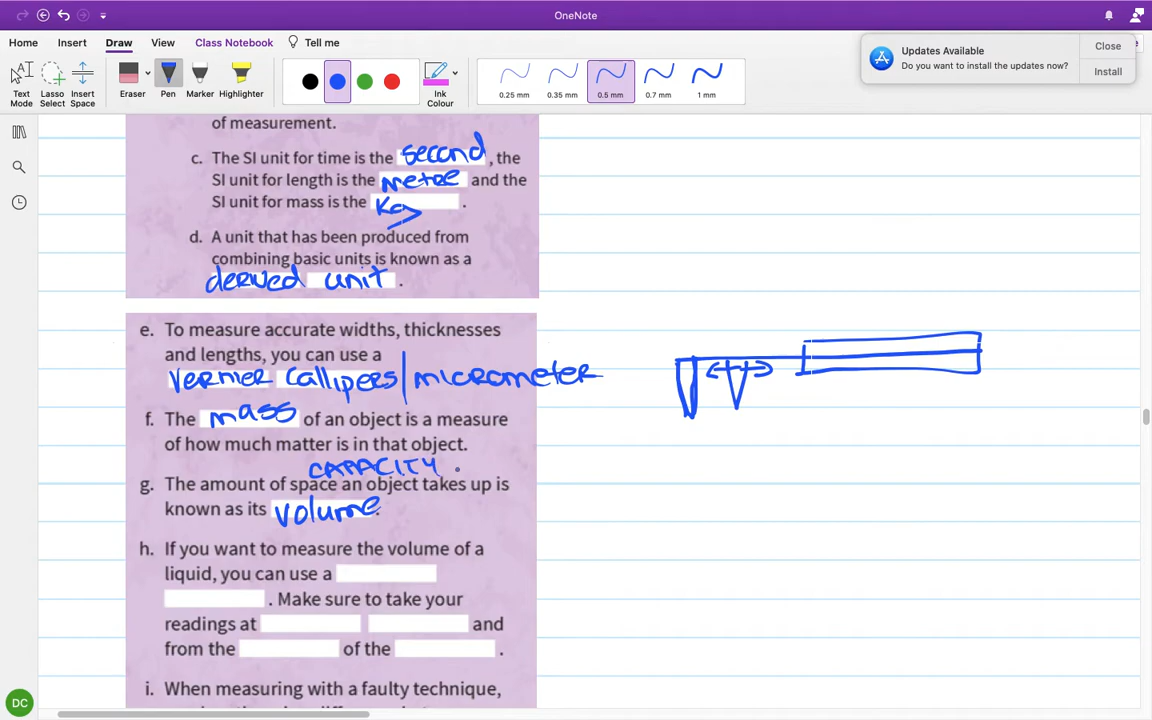 OneNote
Home Insert Draw View Class Notebook Tell me
Updates Available
Do you want to install the updates now?
Close
Install
Text Mode
Lasso Select
Insert Space
Eraser
Pen
Marker
Highlighter
Ink Colour
0.25 mm 0.35 mm 0.5 mm 0.7 mm 1 mm
of measurement.
c. The SI unit for time is the second, the
SI unit for length is the metre and the
SI unit for mass is the Kg.
d. A unit that has been produced from
combining basic units is known as a
derived unit.
e. To measure accurate widths, thicknesses
and lengths, you can use a
Vernier Callipers/micrometer
f. The mass of an object is a measure
of how much matter is in that object.
CAPACITY
g. The amount of space an object takes up is
known as its volume.
h. If you want to measure the volume of a
liquid, you can use a
. Make sure to take your
readings at and
from the of the .
i. When measuring with a faulty technique,
DC